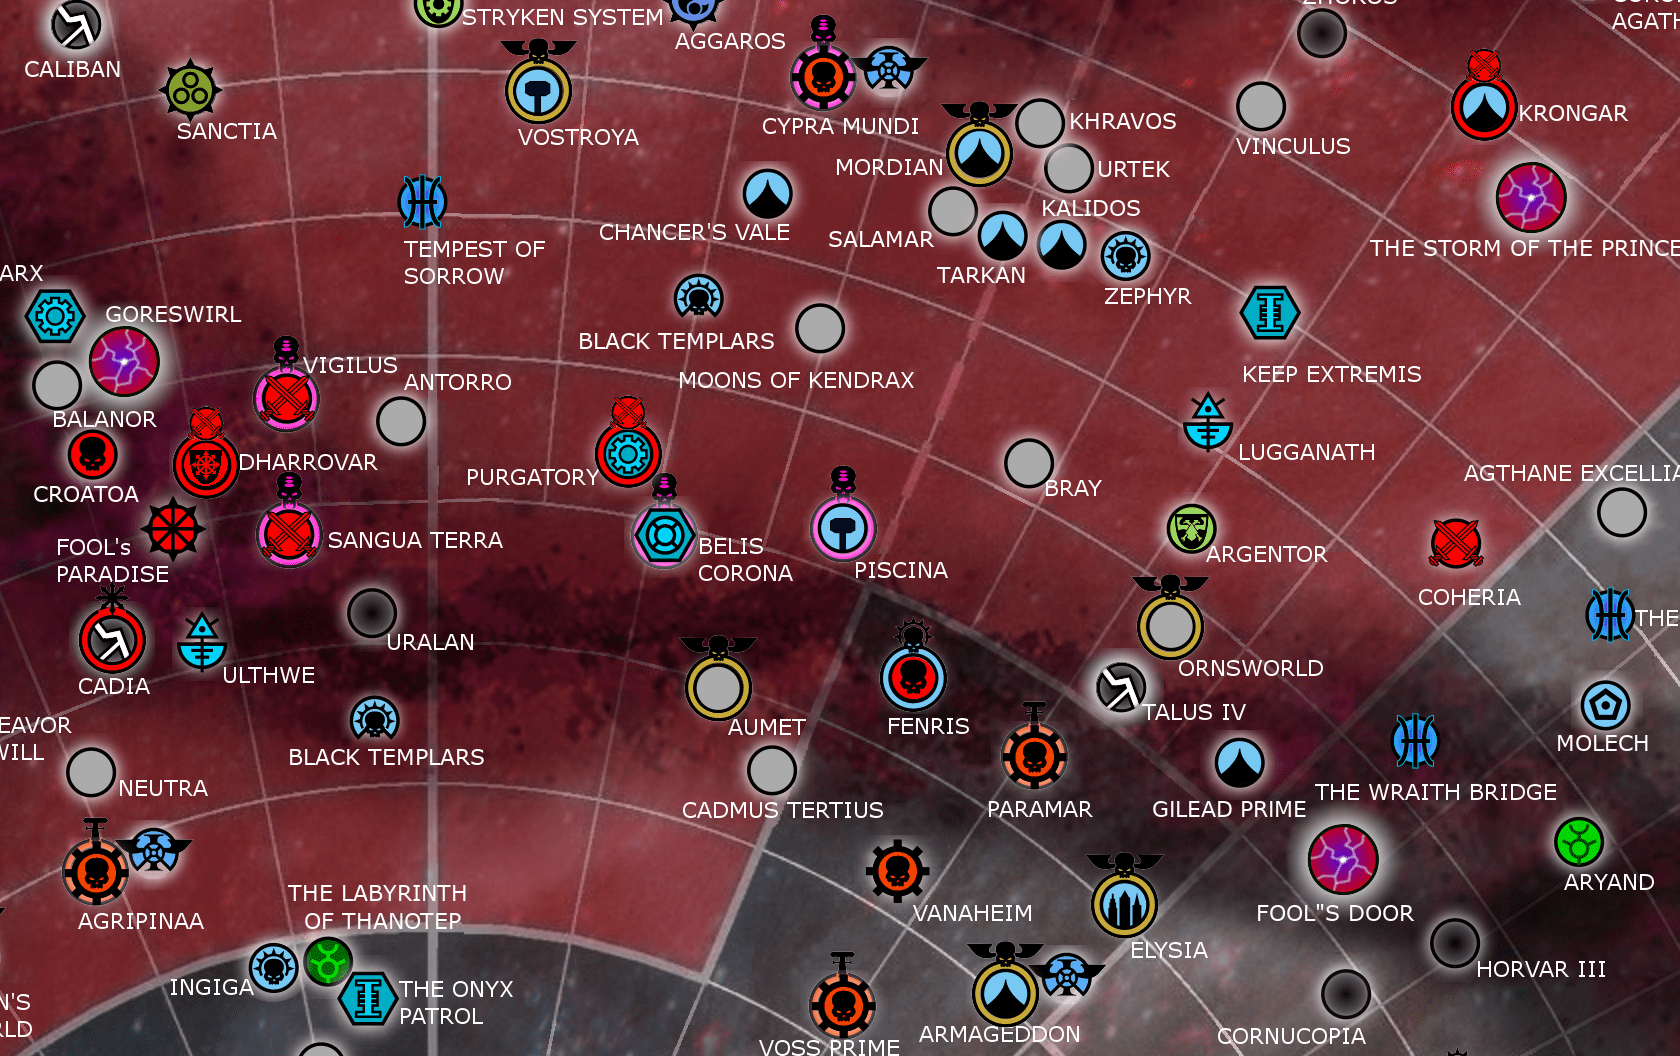 STRYKEN SYSTEM
AGGAROS
AGATH
CALIBAN
SANCTIA
VOSTROYA
CYPRA MUNDI
MORDIAN
KHRAVOS
URTEK
VINCULUS
KRONGAR
TEMPEST OF
SORROW
CHANCER'S VALE
SALAMAR
KALIDOS
TARKAN
ZEPHYR
THE STORM OF THE PRINCE
ARX
GORESWIRL
VIGILUS
ANTORRO
BLACK TEMPLARS
MOONS OF KENDRAX
KEEP EXTREMIS
BALANOR
CROATOA
DHARROVAR
PURGATORY
BRAY
LUGGANATH
AGTHANE EXCELLIA
FOOL's
PARADISE
SANGUA TERRA
BELIS
CORONA
PISCINA
ARGENTOR
COHERIA
THE
CADIA
ULTHWE
URALAN
ORNSWORLD
EAVOR
WILL
NEUTRA
BLACK TEMPLARS
AUMET
CADMUS TERTIUS
FENRIS
PARAMAR
TALUS IV
GILEAD PRIME
THE WRAITH BRIDGE
MOLECH
AGRIPINAA
THE LABYRINTH
OF THANOTEP
VANAHEIM
ELYSIA
FOOL"S DOOR
ARYAND
INGIGA
THE ONYX
PATROL
N'S
RLD
VOSS PRIME
ARMAGEDDON
CORNUCOPIA
HORVAR III